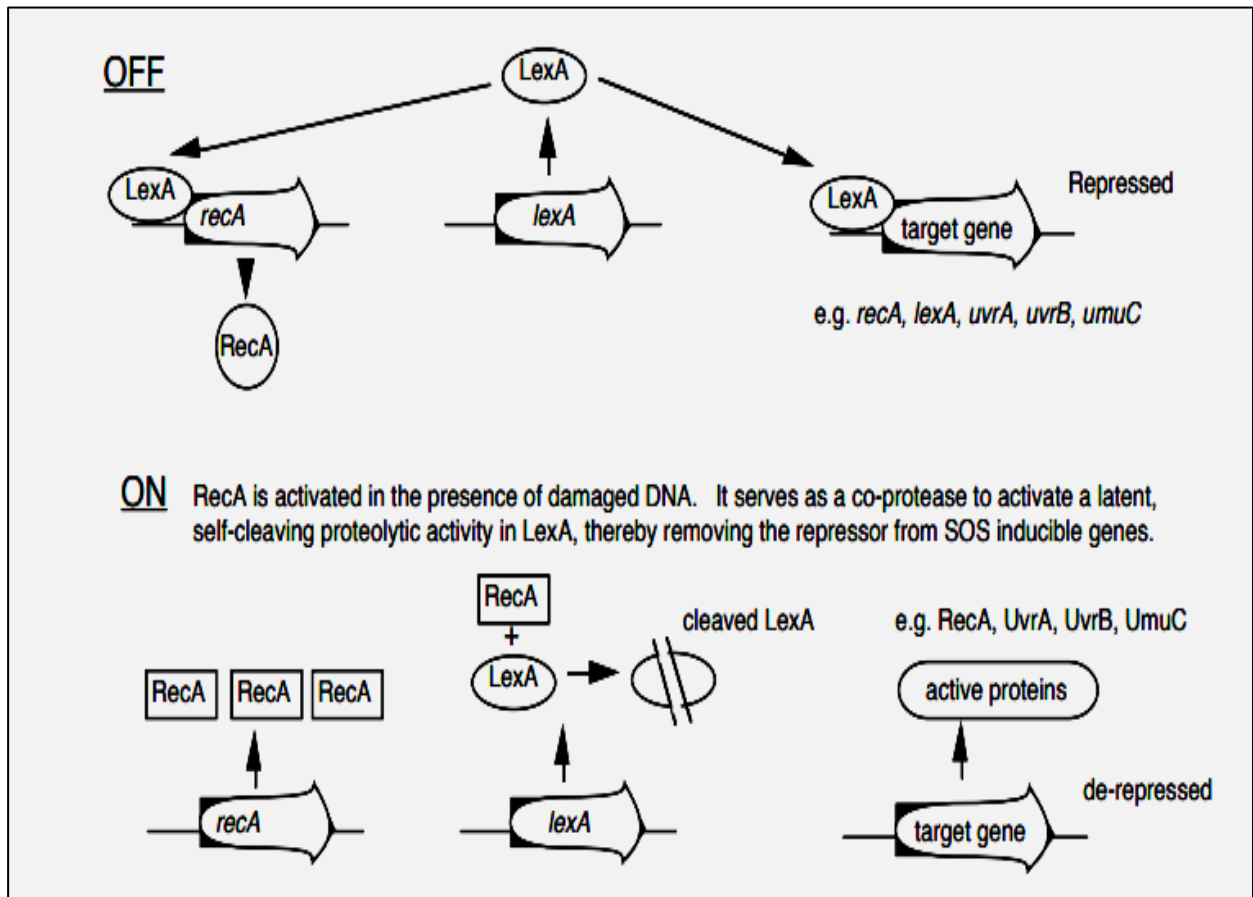 OFF
LexA
LexA
recA
lexA
LexA
target gene
Repressed
RecA
e.g. recA, lexA, uvrA, uvrB, umuC
ON RecA is activated in the presence of damaged DNA. It serves as a co-protease to activate a latent,
self-cleaving proteolytic activity in LexA, thereby removing the repressor from SOS inducible genes.
RecA
+
LexA
cleaved LexA
e.g. RecA, UvrA, UvrB, UmuC
RecA RecA RecA
active proteins
recA
lexA
target gene
de-repressed